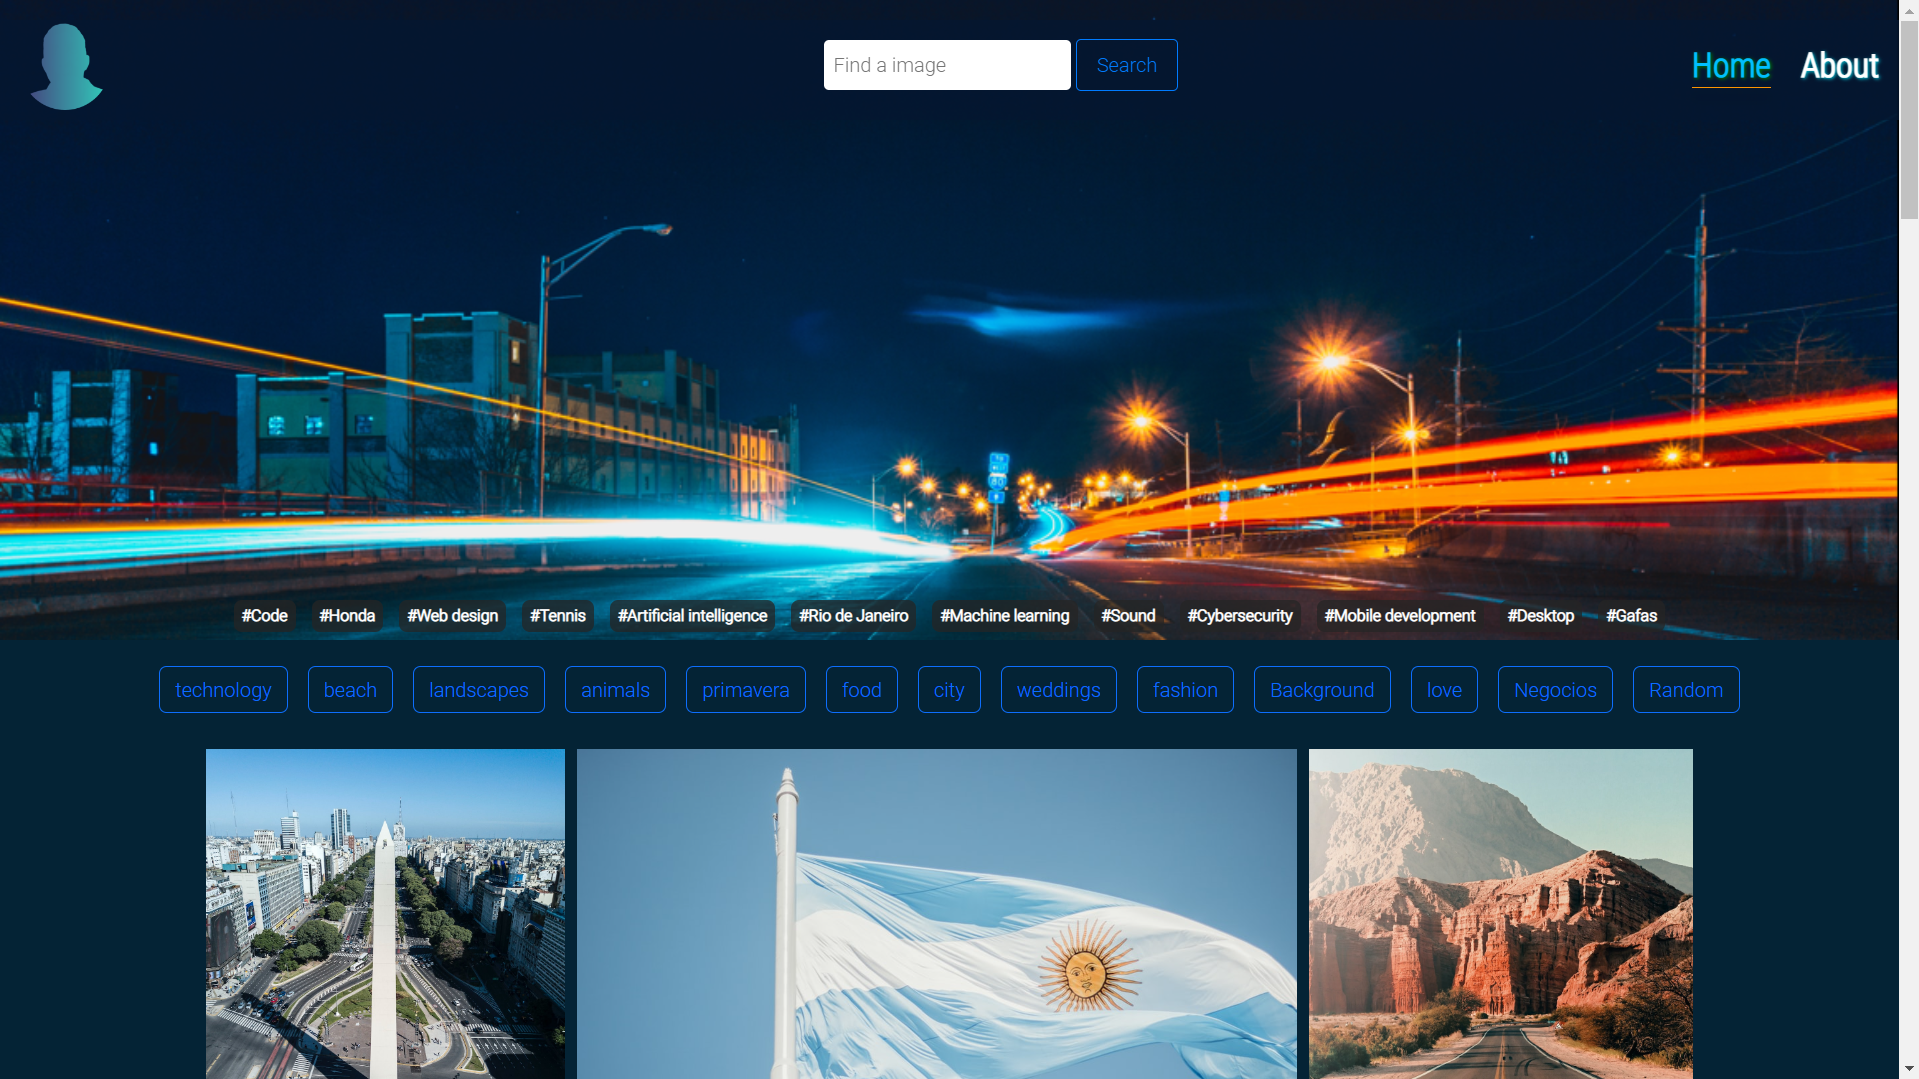 Find a image
Search
Home
About
#Code
#Honda
#Web design
#Tennis
#Artificial intelligence
#Rio de Janeiro
#Machine learning
#Sound
#Cybersecurity
#Mobile development
#Desktop
#Gafas
technology
beach
landscapes
animals
primavera
food
city
weddings
fashion
Background
love
Negocios
Random